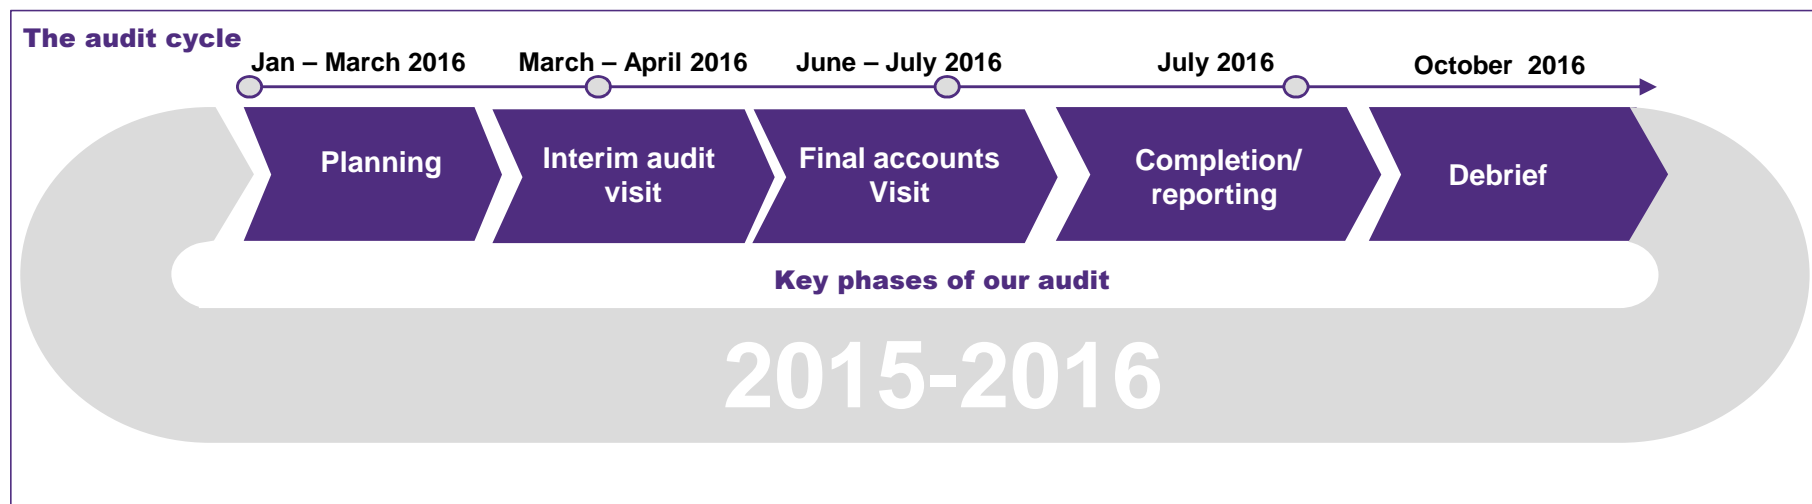 The audit cycle
Jan – March 2016
March – April 2016
June – July 2016
July 2016
October 2016
Planning
Interim audit
visit
Final accounts
Visit
Completion/
reporting
Debrief
Key phases of our audit
2015-2016